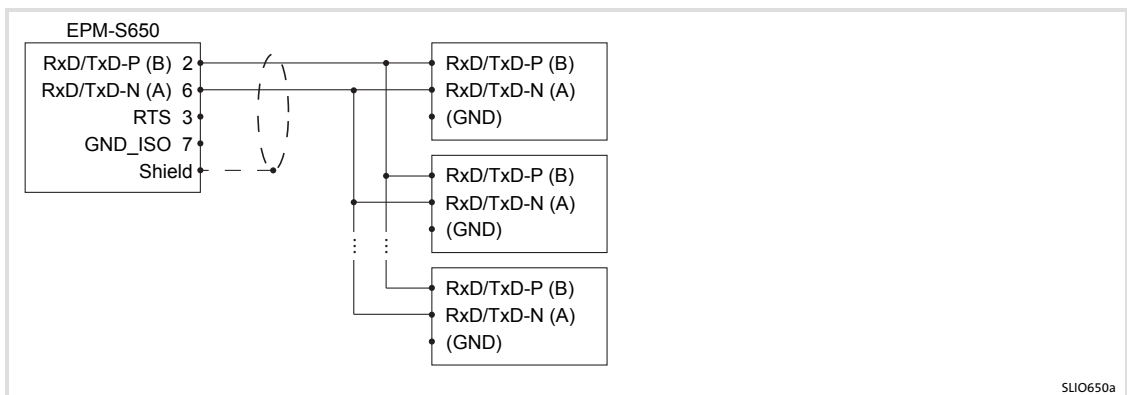 EPM-S650
RxD/TxD-P (B) 2
RxD/TxD-N (A) 6
RTS 3
GND_ISO 7
Shield
RxD/TxD-P (B)
RxD/TxD-N (A)
(GND)
RxD/TxD-P (B)
RxD/TxD-N (A)
(GND)
RxD/TxD-P (B)
RxD/TxD-N (A)
(GND)
SLIO650a